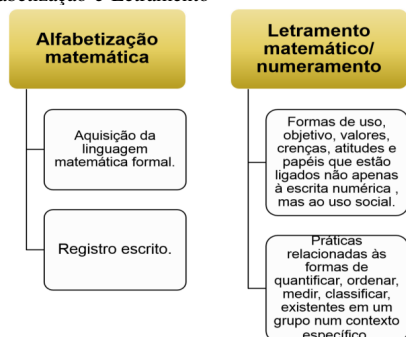 Alfabetização
matemática
Aquisição da
linguagem
matemática formal.
Registro escrito.
Letramento
matemático/
numeramento
Formas de uso,
objetivo, valores,
crenças, atitudes e
papéis que estão
ligados não apenas
à escrita numérica ,
mas ao uso social.
Práticas
relacionadas às
formas de
quantificar, ordenar,
medir, classificar,
existentes em um
grupo num contexto
específico